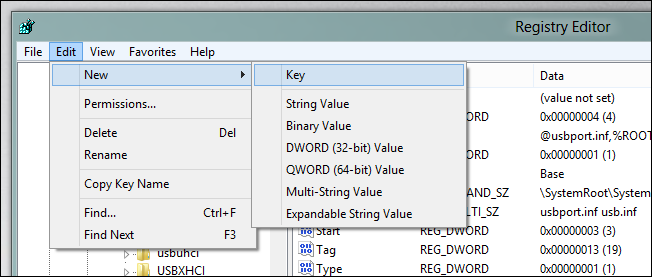 Registry Editor
File Edit View Favorites Help
New
Permissions...
Delete Del
Rename
Copy Key Name
Find... Ctrl+F
Find Next F3
Key
String Value
Binary Value
DWORD (32-bit) Value
QWORD (64-bit) Value
Multi-String Value
Expandable String Value
Data
(value not set)
ORD 0x00000004 (4)
@usbport.inf,%ROOT
ORD 0x00000001 (1)
Base
AND_SZ \SystemRoot\System
LTI_SZ usbport.inf usb.inf
Start REG_DWORD 0x00000003 (3)
Tag REG_DWORD 0x00000013 (19)
Type REG_DWORD 0x00000001 (1)
usbuhci
USBXHCI